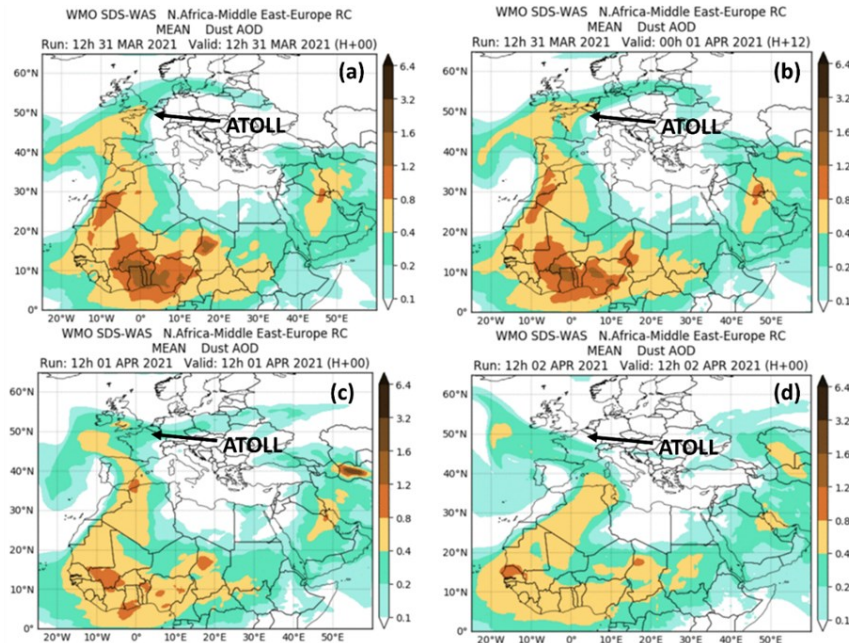 WMO SDS-WAS N.Africa-Middle East-Europe RC
MEAN Dust AOD
Run: 12h 31 MAR 2021 Valid: 12h 31 MAR 2021 (H+00)
(a)
ATOLL
60°N
50°N
40°N
30°N
20°N
10°N
0°
20°W 10°W 0° 10°E 20°E 30°E 40°E 50°E
6.4
3.2
1.6
1.2
0.8
0.4
0.2
0.1
WMO SDS-WAS N.Africa-Middle East-Europe RC
MEAN Dust AOD
Run: 12h 31 MAR 2021 Valid: 00h 01 APR 2021 (H+12)
(b)
ATOLL
60°N
50°N
40°N
30°N
20°N
10°N
0°
20°W 10°W 0° 10°E 20°E 30°E 40°E 50°E
6.4
3.2
1.6
1.2
0.8
0.4
0.2
0.1
WMO SDS-WAS N.Africa-Middle East-Europe RC
MEAN Dust AOD
Run: 12h 01 APR 2021 Valid: 12h 01 APR 2021 (H+00)
(c)
ATOLL
60°N
50°N
40°N
30°N
20°N
10°N
0°
20°W 10°W 0° 10°E 20°E 30°E 40°E 50°E
6.4
3.2
1.6
1.2
0.8
0.4
0.2
0.1
WMO SDS-WAS N.Africa-Middle East-Europe RC
MEAN Dust AOD
Run: 12h 02 APR 2021 Valid: 12h 02 APR 2021 (H+00)
(d)
ATOLL
60°N
50°N
40°N
30°N
20°N
10°N
0°
20°W 10°W 0° 10°E 20°E 30°E 40°E 50°E
6.4
3.2
1.6
1.2
0.8
0.4
0.2
0.1